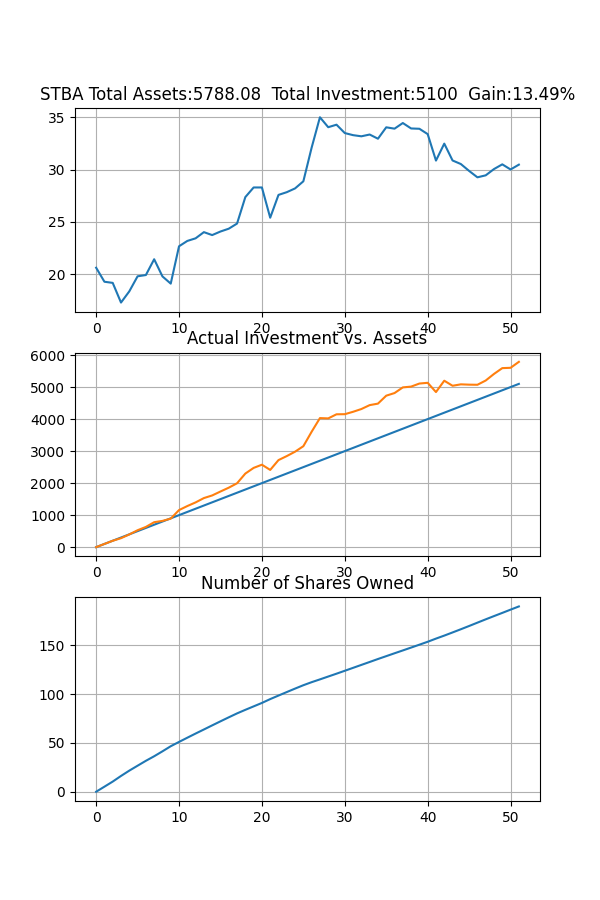 STBA Total Assets:5788.08  Total Investment:5100  Gain:13.49%
35
30
25
20
0 10 20 30 40 50
Actual Investment vs. Assets
6000
5000
4000
3000
2000
1000
0
0 10 20 30 40 50
Number of Shares Owned
150
100
50
0
0 10 20 30 40 50